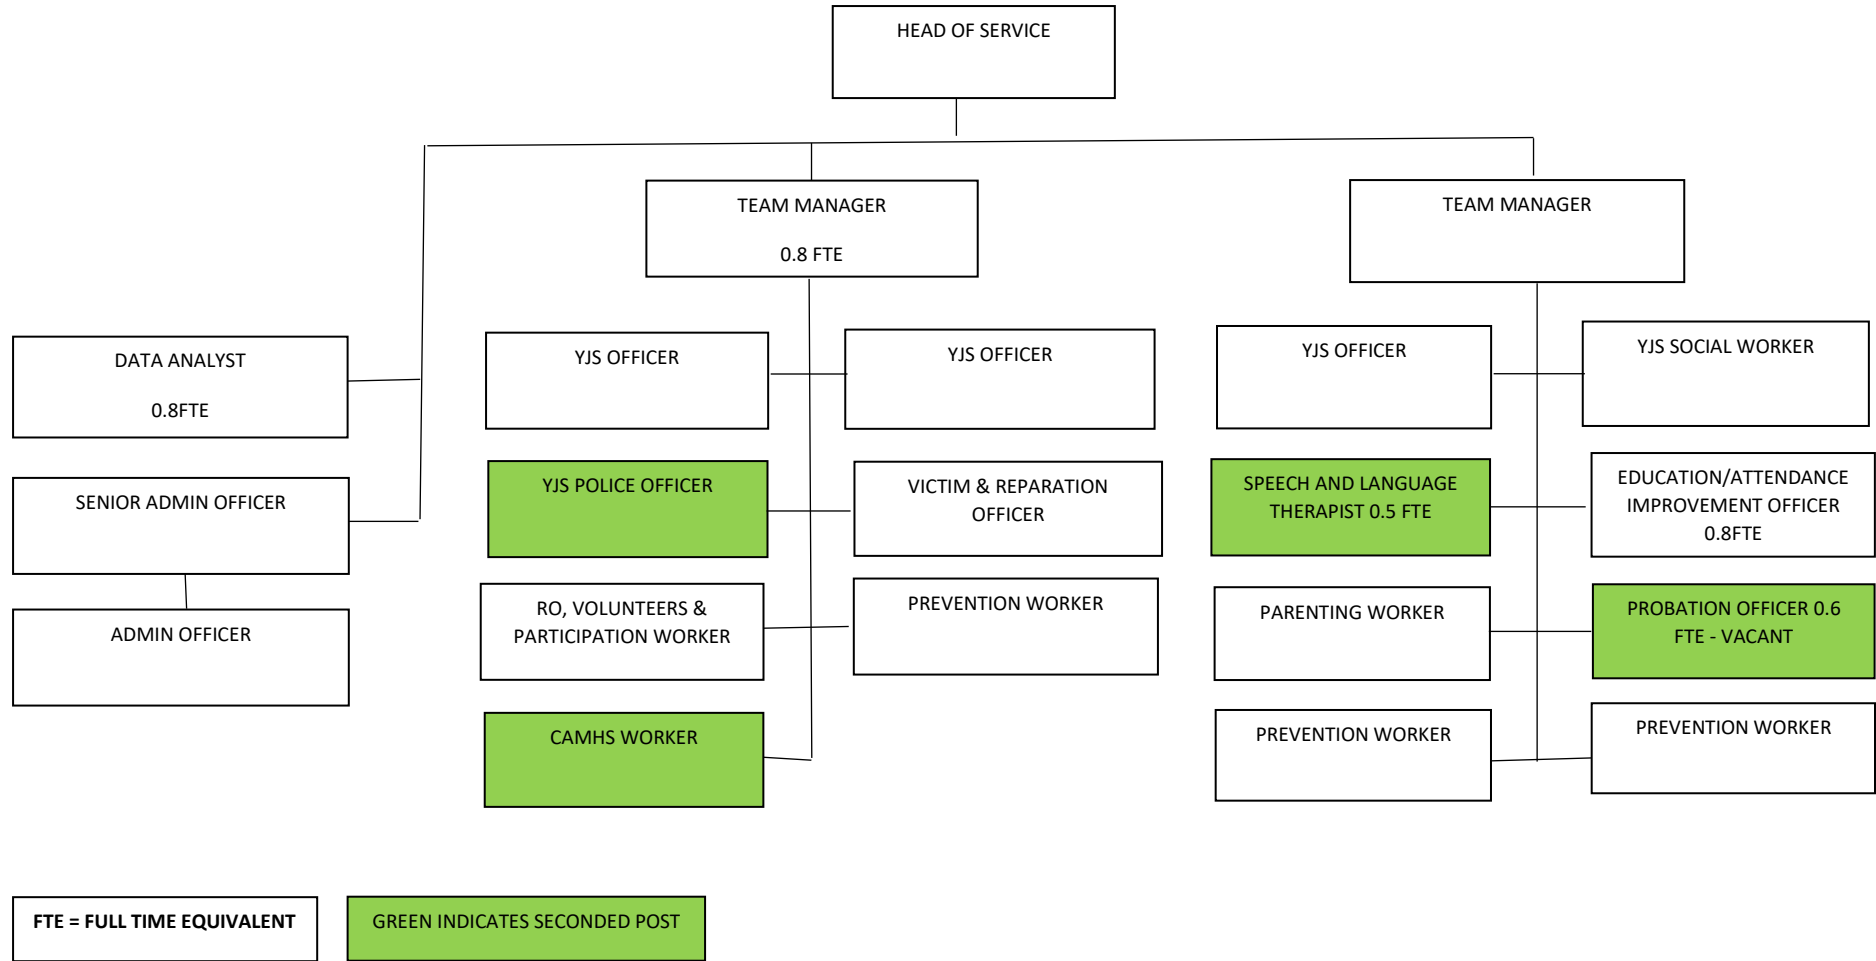 HEAD OF SERVICE
TEAM MANAGER
0.8 FTE
TEAM MANAGER
DATA ANALYST
0.8FTE
SENIOR ADMIN OFFICER
ADMIN OFFICER
YJS OFFICER
YJS OFFICER
YJS POLICE OFFICER
VICTIM & REPARATION
OFFICER
RO, VOLUNTEERS &
PARTICIPATION WORKER
PREVENTION WORKER
CAMHS WORKER
YJS OFFICER
YJS SOCIAL WORKER
SPEECH AND LANGUAGE
THERAPIST 0.5 FTE
EDUCATION/ATTENDANCE
IMPROVEMENT OFFICER
0.8FTE
PARENTING WORKER
PROBATION OFFICER 0.6
FTE - VACANT
PREVENTION WORKER
PREVENTION WORKER
FTE = FULL TIME EQUIVALENT
GREEN INDICATES SECONDED POST